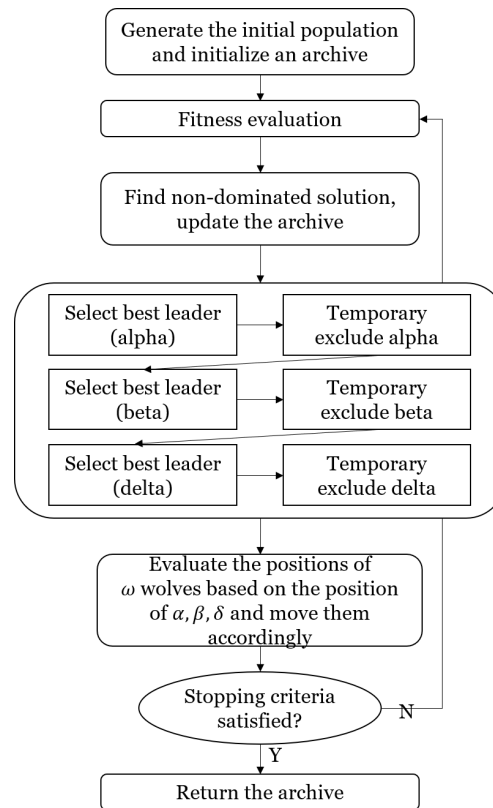 Generate the initial population
and initialize an archive
Fitness evaluation
Find non-dominated solution,
update the archive
Select best leader
(alpha)
Temporary
exclude alpha
Select best leader
(beta)
Temporary
exclude beta
Select best leader
(delta)
Temporary
exclude delta
Evaluate the positions of
ω wolves based on the position
of α, β, δ and move them
accordingly
Stopping criteria
satisfied?
N
Y
Return the archive